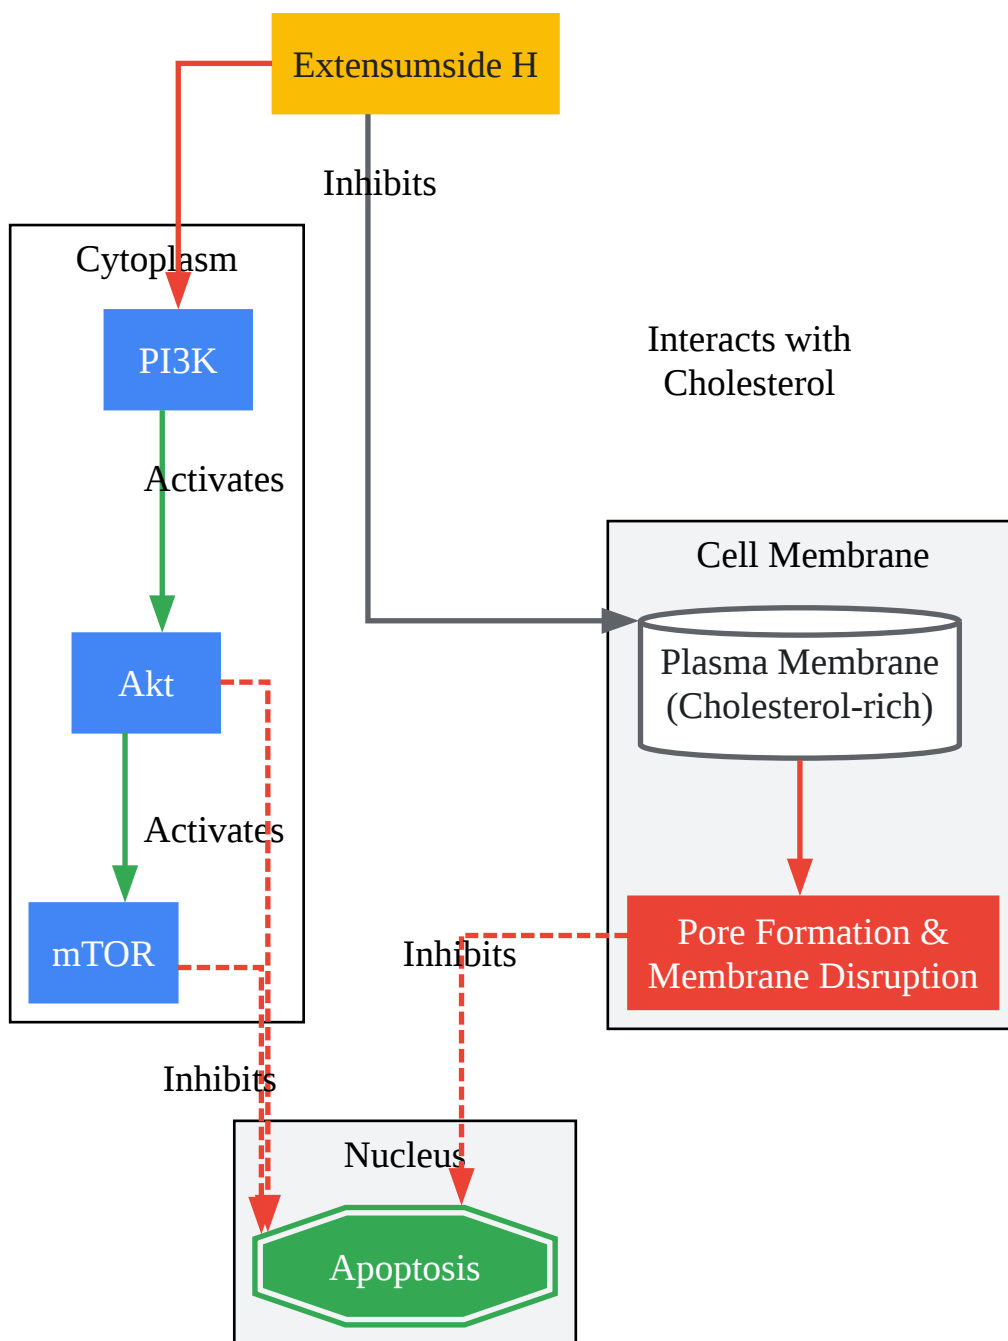 Extensumside H
Inhibits
Cytoplasm
PI3K
Interacts with
Cholesterol
Activates
Cell Membrane
Plasma Membrane
(Cholesterol-rich)
Akt
Activates
mTOR
Inhibits
Pore Formation &
Membrane Disruption
Inhibits
Nucleus
Apoptosis